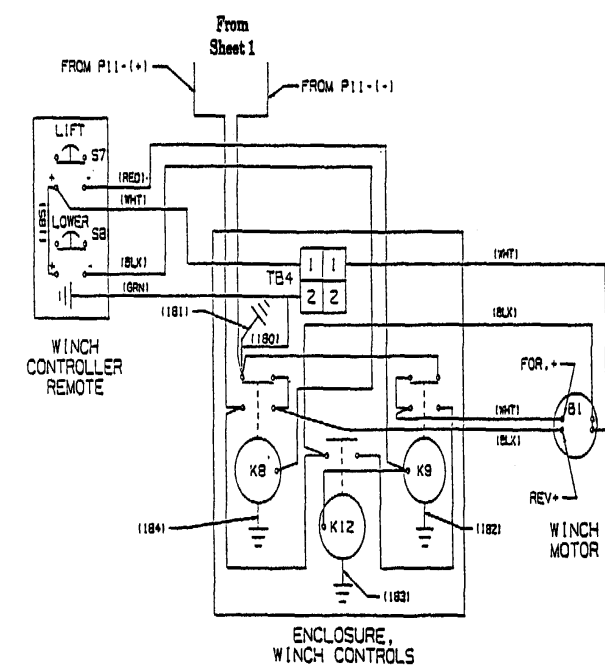 From
Sheet 1
FROM P11-(+)
FROM P11-(-)
LIFT
S7
+
-
(RED)
(WHT)
(185)
LOWER
S8
+
-
(BLK)
(GRN)
1
WINCH
CONTROLLER
REMOTE
(181)
(180)
TB4
1 1
2 2
(WHT)
(BLK)
FOR.+
B1
(WHT)
(BLK)
REV+
WINCH
MOTOR
K8
K9
K12
(184)
(182)
(183)
ENCLOSURE,
WINCH CONTROLS